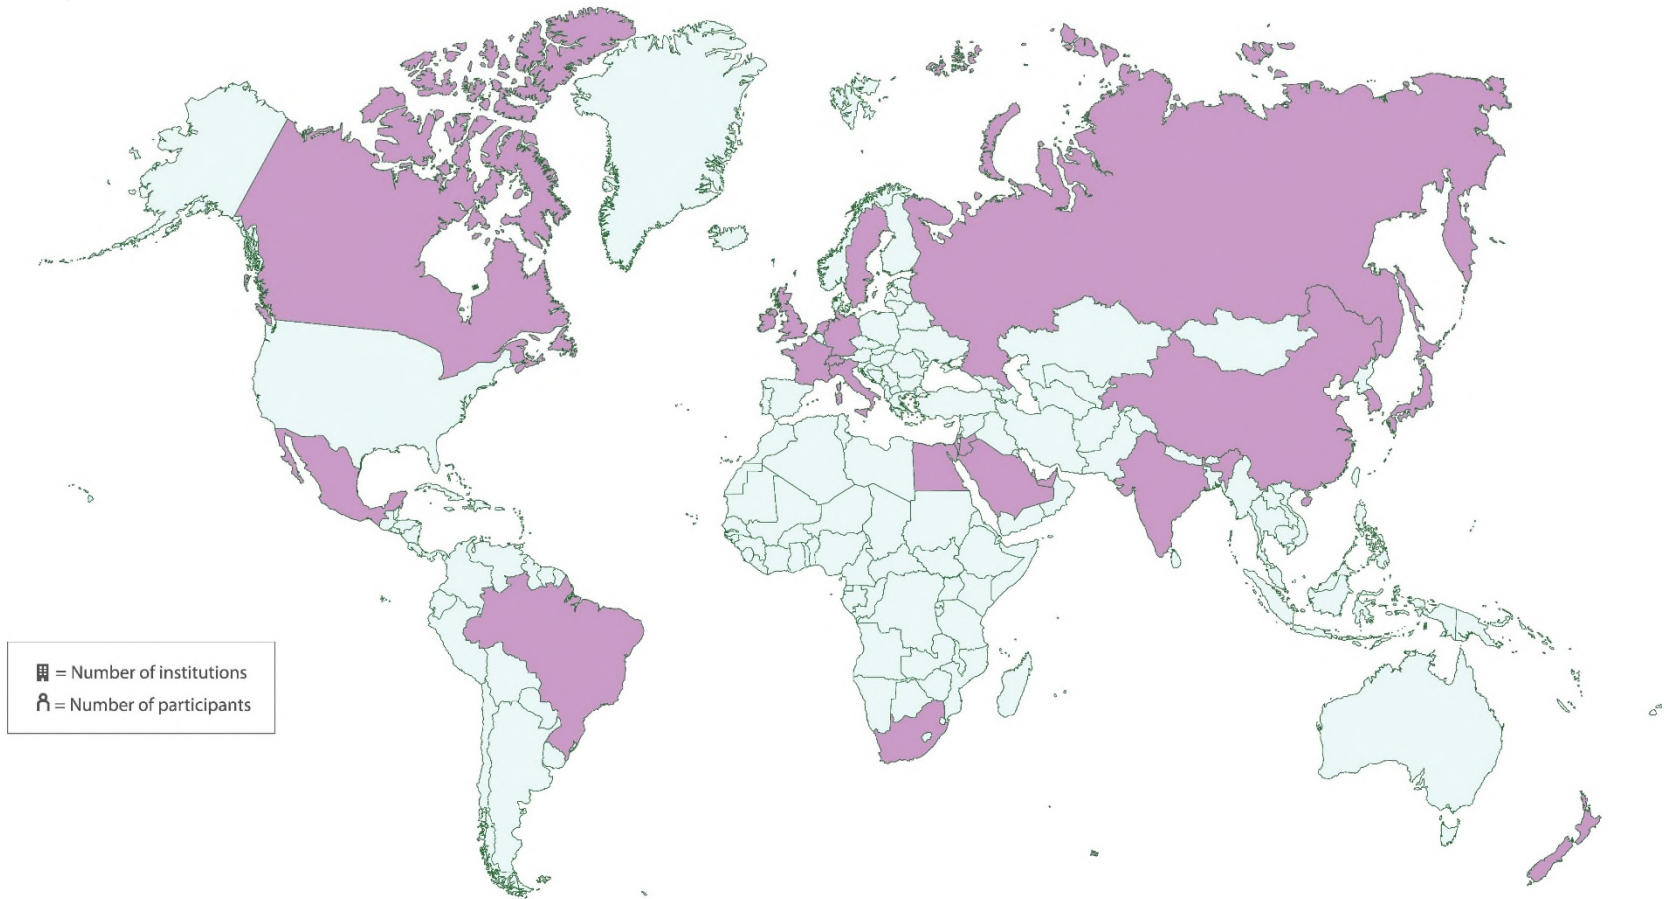 = Number of institutions
= Number of participants